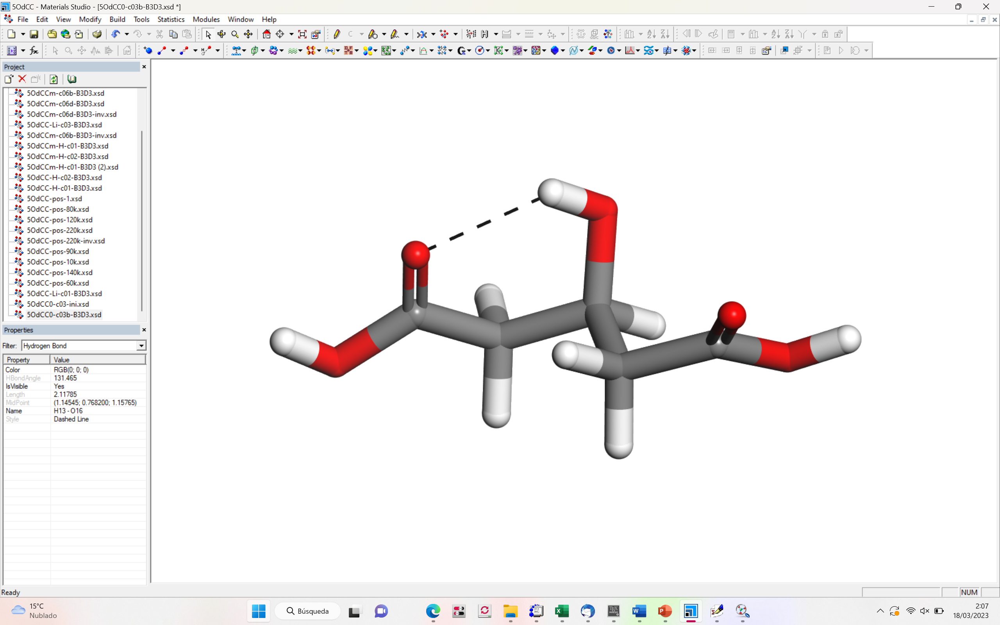 5OdCC - Materials Studio - [5OdCC0-c03b-B3D3.xsd *]
File Edit View Modify Build Tools Statistics Modules Window Help
Project
5OdCCm-c06b-B3D3.xsd
5OdCCm-c06d-B3D3.xsd
5OdCCm-c06d-B3D3-inv.xsd
5OdCC-Li-c03-B3D3.xsd
5OdCCm-c06b-B3D3-inv.xsd
5OdCCm-H-c01-B3D3.xsd
5OdCCm-H-c02-B3D3.xsd
5OdCCm-H-c01-B3D3 (2).xsd
5OdCC-H-c02-B3D3.xsd
5OdCC-H-c01-B3D3.xsd
5OdCC-pos-1.xsd
5OdCC-pos-80k.xsd
5OdCC-pos-120k.xsd
5OdCC-pos-220k.xsd
5OdCC-pos-220k-inv.xsd
5OdCC-pos-90k.xsd
5OdCC-pos-10k.xsd
5OdCC-pos-140k.xsd
5OdCC-pos-60k.xsd
5OdCC-Li-c01-B3D3.xsd
5OdCC0-c03-ini.xsd
5OdCC0-c03b-B3D3.xsd
Properties
Filter: Hydrogen Bond
Property Value
Color RGB(0; 0; 0)
HBondAngle 131.465
IsVisible Yes
Length 2.11785
MidPoint (1.14545; 0.768200; 1.15765)
Name H13 - O16
Style Dashed Line
Ready
NUM
15°C
Nublado
Búsqueda
2:07
18/03/2023